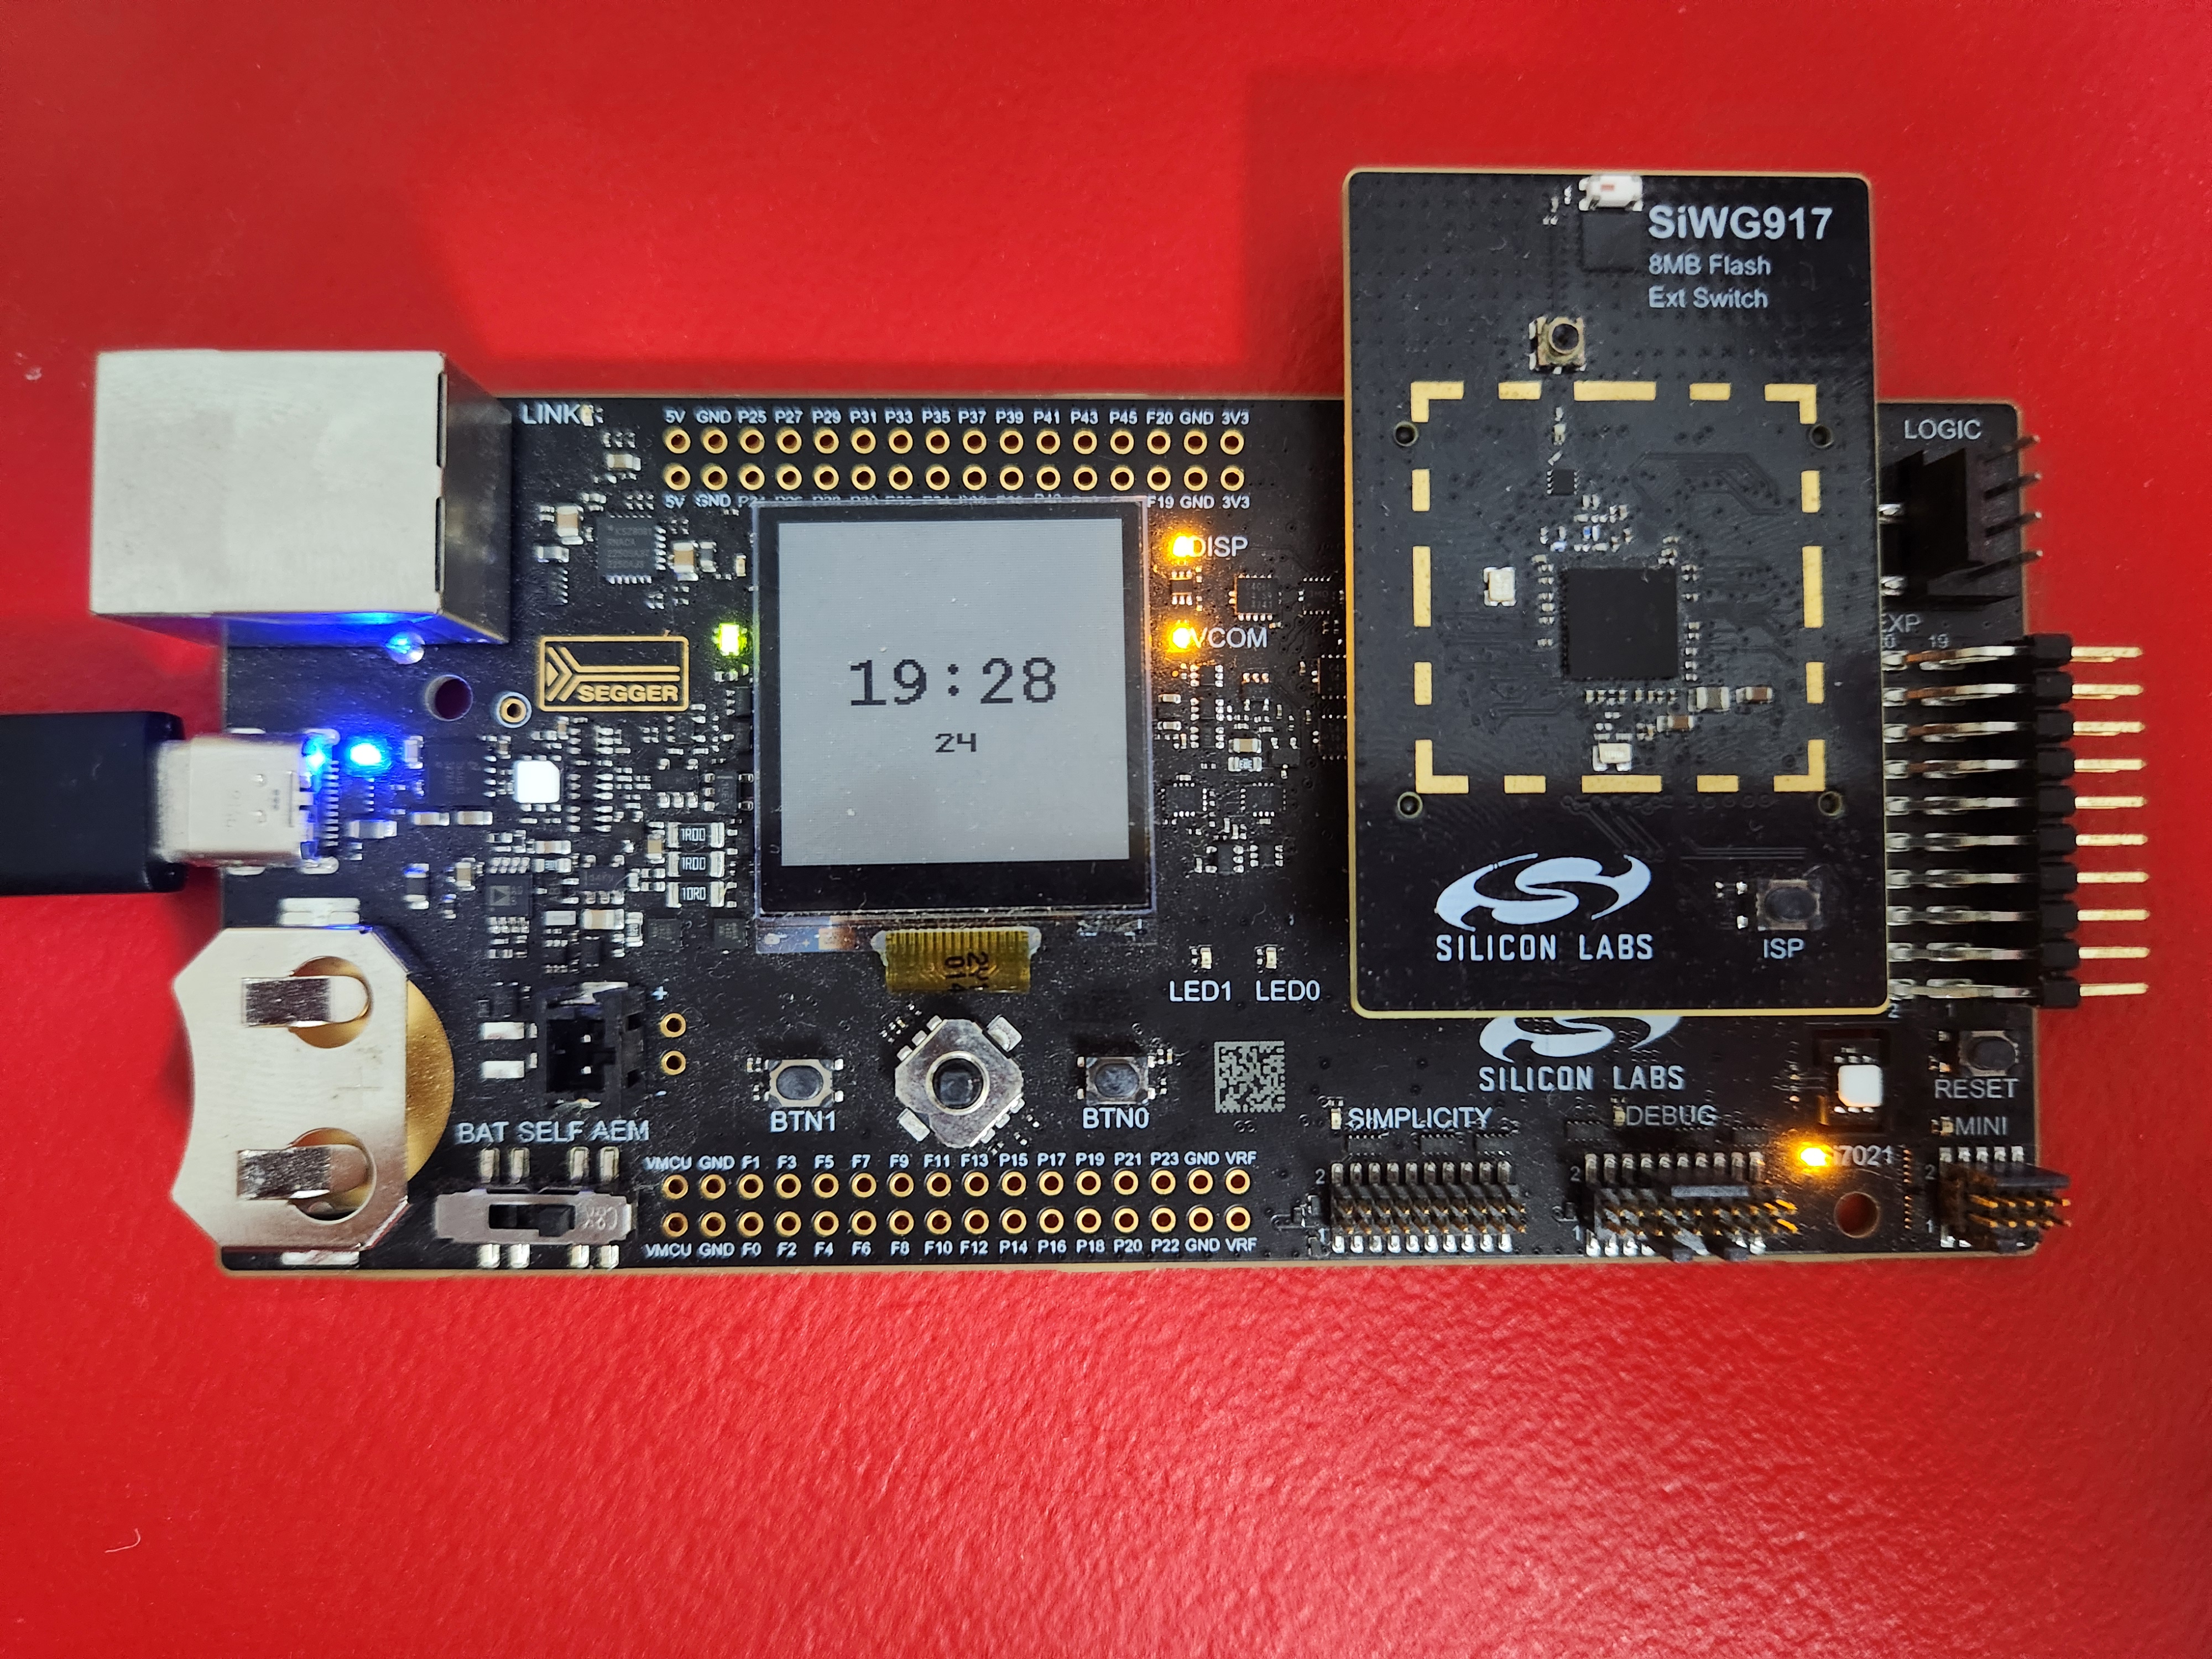 SiWG917
8MB Flash
Ext Switch
LINK
5V GND P25 P27 P29 P31 P33 P35 P37 P39 P41 P43 P45 F20 GND 3V3
5V GND F19 GND 3V3
LOGIC
DISP
VCOM
EXP
19
SEGGER
19:28
24
1R00
1R00
10R0
SILICON LABS
ISP
LED1 LED0
SILICON LABS
RESET
BTN1
BTN0
SIMPLICITY
DEBUG
MINI
BAT SELF AEM
7021
VMCU GND F1 F3 F5 F7 F9 F11 F13 P15 P17 P19 P21 P23 GND VRF
VMCU GND F0 F2 F4 F6 F8 F10 F12 P14 P16 P18 P20 P22 GND VRF